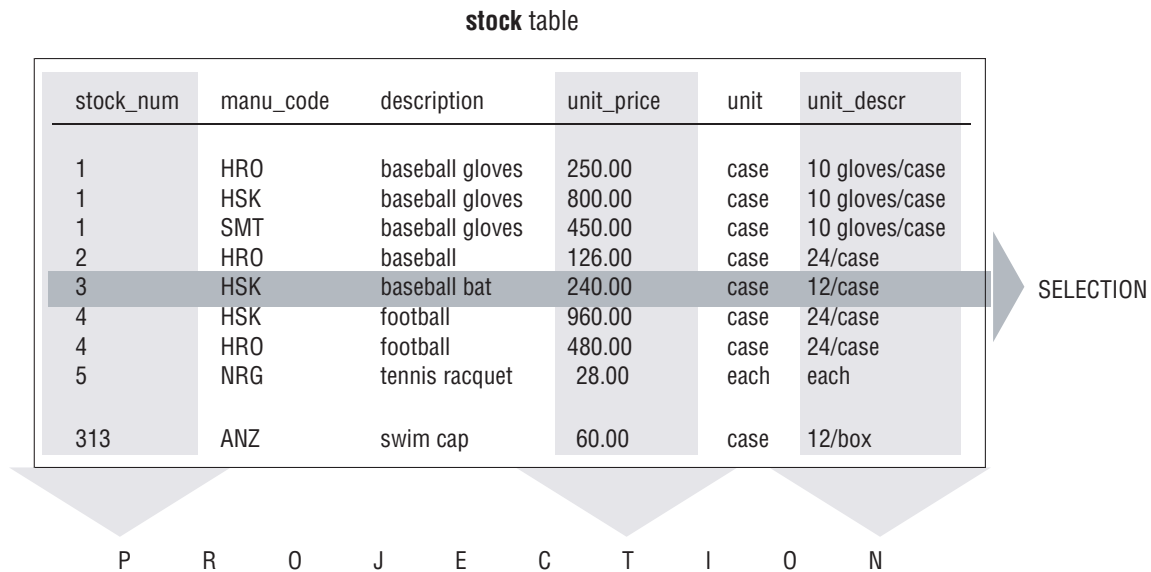 stock table
stock_num manu_code description unit_price unit unit_descr
1 HRO baseball gloves 250.00 case 10 gloves/case
1 HSK baseball gloves 800.00 case 10 gloves/case
1 SMT baseball gloves 450.00 case 10 gloves/case
2 HRO baseball 126.00 case 24/case
3 HSK baseball bat 240.00 case 12/case
SELECTION
4 HSK football 960.00 case 24/case
4 HRO football 480.00 case 24/case
5 NRG tennis racquet 28.00 each each
313 ANZ swim cap 60.00 case 12/box
P R O J E C T I O N